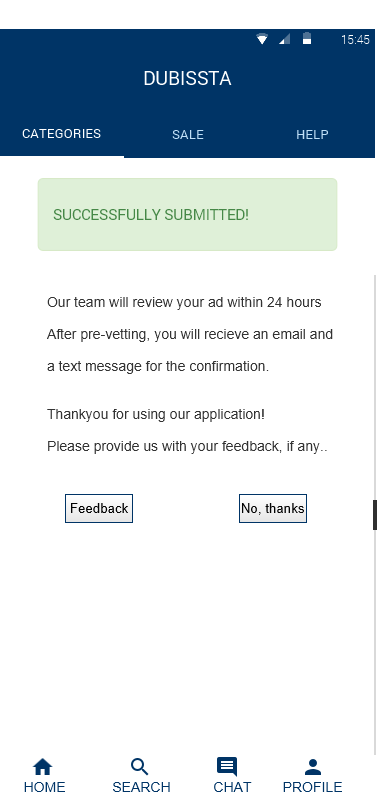 15:45
DUBISSTA
CATEGORIES SALE HELP
SUCCESSFULLY SUBMITTED!
Our team will review your ad within 24 hours
After pre-vetting, you will recieve an email and
a text message for the confirmation.
Thankyou for using our application!
Please provide us with your feedback, if any..
Feedback No, thanks
HOME SEARCH CHAT PROFILE